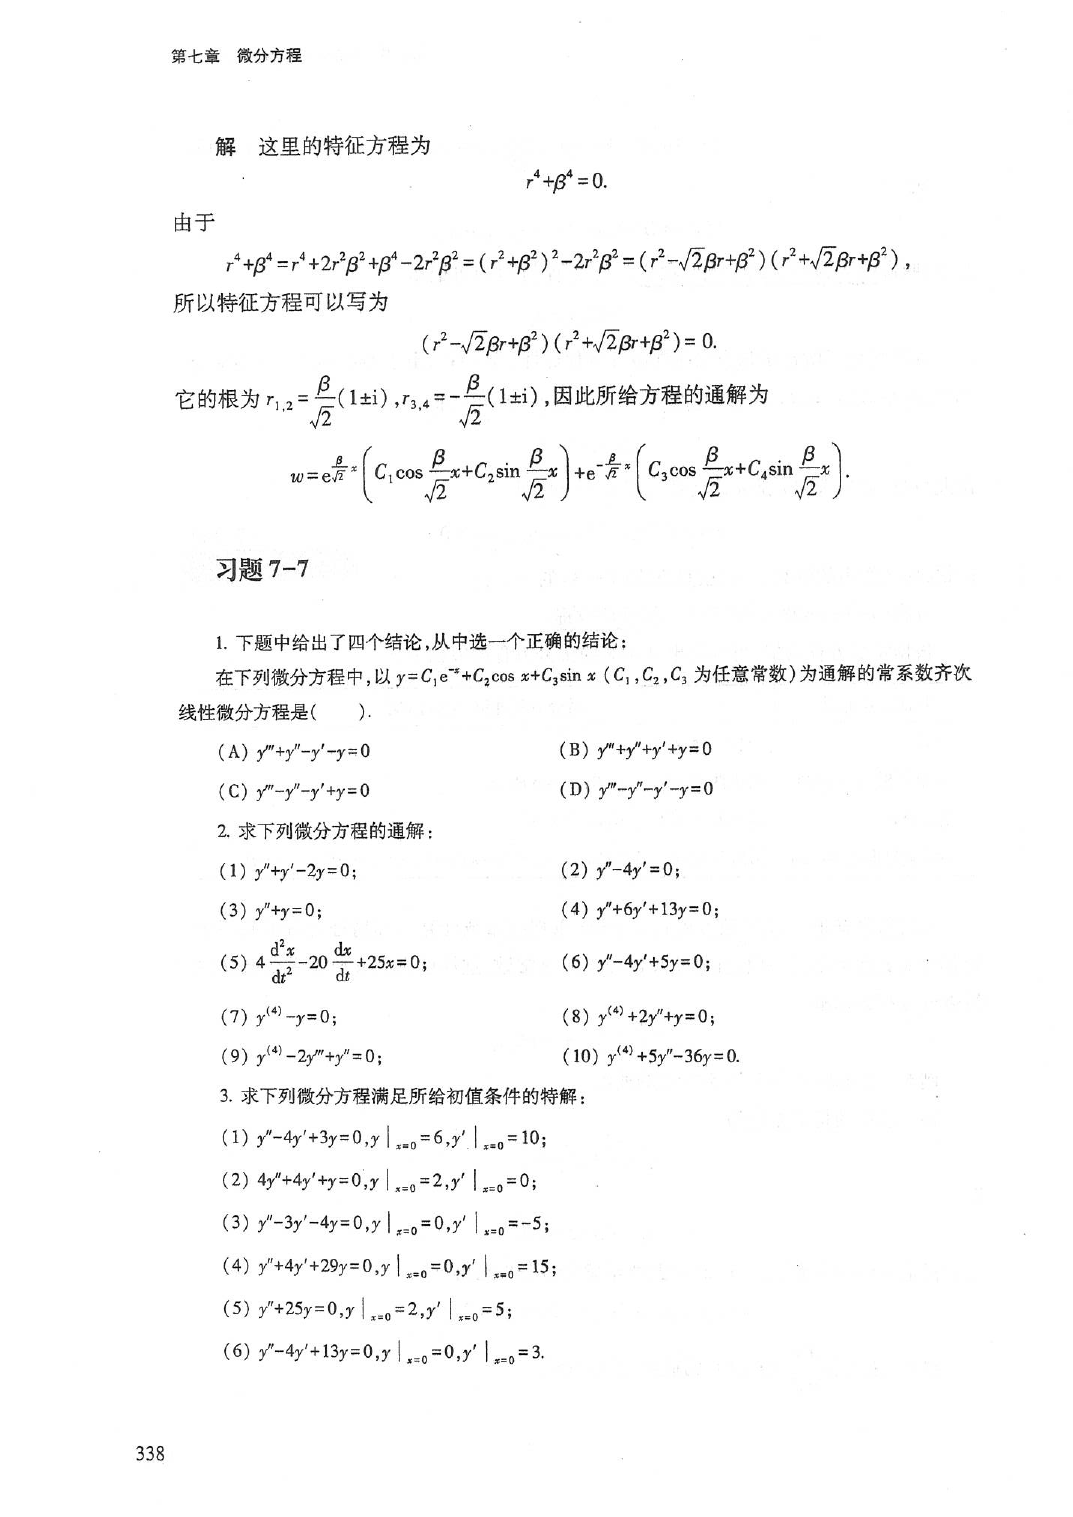 第七章 微分方程
解 这里的特征方程为
r⁴+β⁴=0.
由于
r⁴+β⁴=r⁴+2r²β²+β⁴-2r²β²=(r²+β²)²-2r²β²=(r²-√2βr+β²)(r²+√2βr+β²),
所以特征方程可以写为
(r²-√2βr+β²)(r²+√2βr+β²)=0.
它的根为 r₁,₂=β/√2(1±i),r₃,₄=-β/√2(1±i),因此所给方程的通解为
w=e^(β/√2 x)(C₁cos β/√2 x+C₂sin β/√2 x)+e^(-β/√2 x)(C₃cos β/√2 x+C₄sin β/√2 x).
习题 7-7
1. 下题中给出了四个结论,从中选一个正确的结论:
在下列微分方程中,以 y=C₁e⁻ˣ+C₂cos x+C₃sin x (C₁,C₂,C₃ 为任意常数)为通解的常系数齐次
线性微分方程是( ).
(A) y‴+y″-y′-y=0 (B) y‴+y″+y′+y=0
(C) y‴-y″-y′+y=0 (D) y‴-y″-y′-y=0
2. 求下列微分方程的通解:
(1) y″+y′-2y=0; (2) y″-4y′=0;
(3) y″+y=0; (4) y″+6y′+13y=0;
(5) 4 d²x/dt²-20 dx/dt+25x=0; (6) y″-4y′+5y=0;
(7) y⁽⁴⁾-y=0; (8) y⁽⁴⁾+2y″+y=0;
(9) y⁽⁴⁾-2y‴+y″=0; (10) y⁽⁴⁾+5y″-36y=0.
3. 求下列微分方程满足所给初值条件的特解:
(1) y″-4y′+3y=0,y|ₓ₌₀=6,y′|ₓ₌₀=10;
(2) 4y″+4y′+y=0,y|ₓ₌₀=2,y′|ₓ₌₀=0;
(3) y″-3y′-4y=0,y|ₓ₌₀=0,y′|ₓ₌₀=-5;
(4) y″+4y′+29y=0,y|ₓ₌₀=0,y′|ₓ₌₀=15;
(5) y″+25y=0,y|ₓ₌₀=2,y′|ₓ₌₀=5;
(6) y″-4y′+13y=0,y|ₓ₌₀=0,y′|ₓ₌₀=3.
338